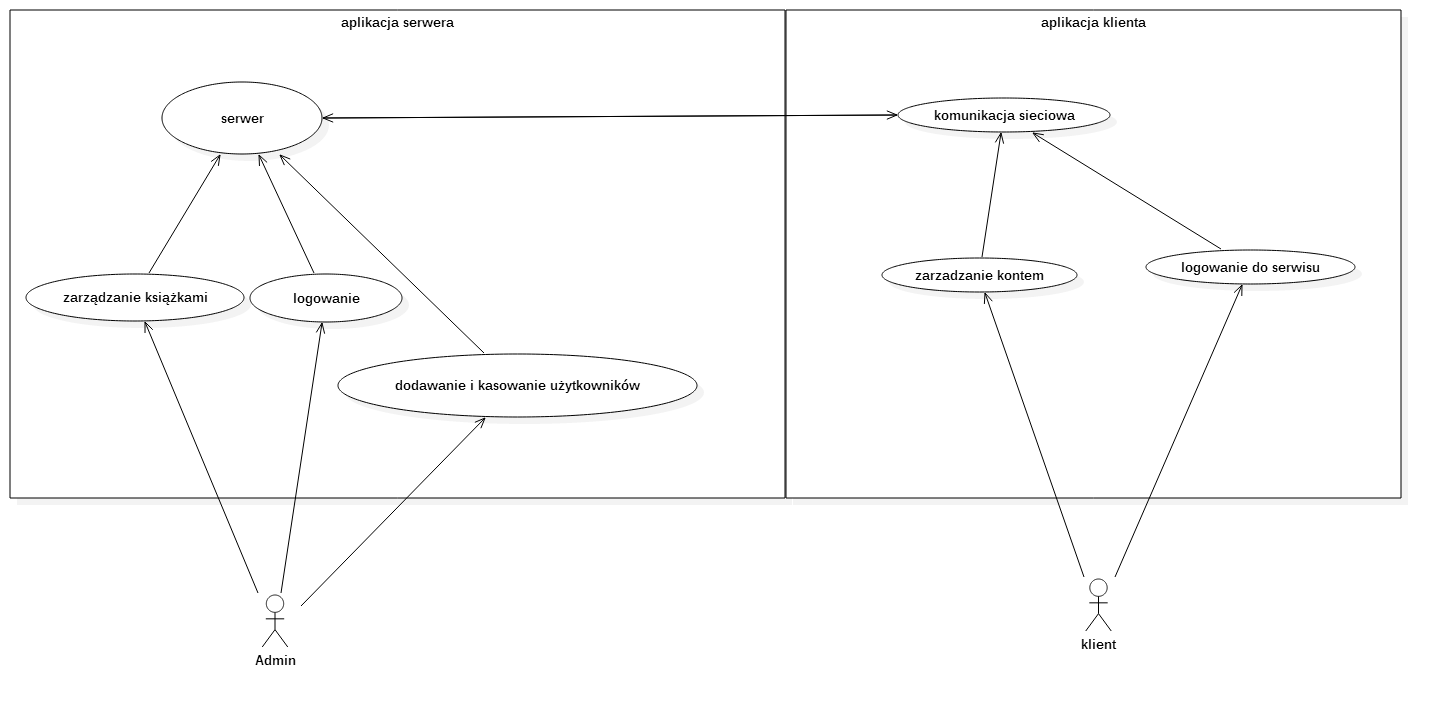 aplikacja serwera
aplikacja klienta
serwer
komunikacja sieciowa
zarządzanie książkami
logowanie
zarzadzanie kontem
logowanie do serwisu
dodawanie i kasowanie użytkowników
Admin
klient